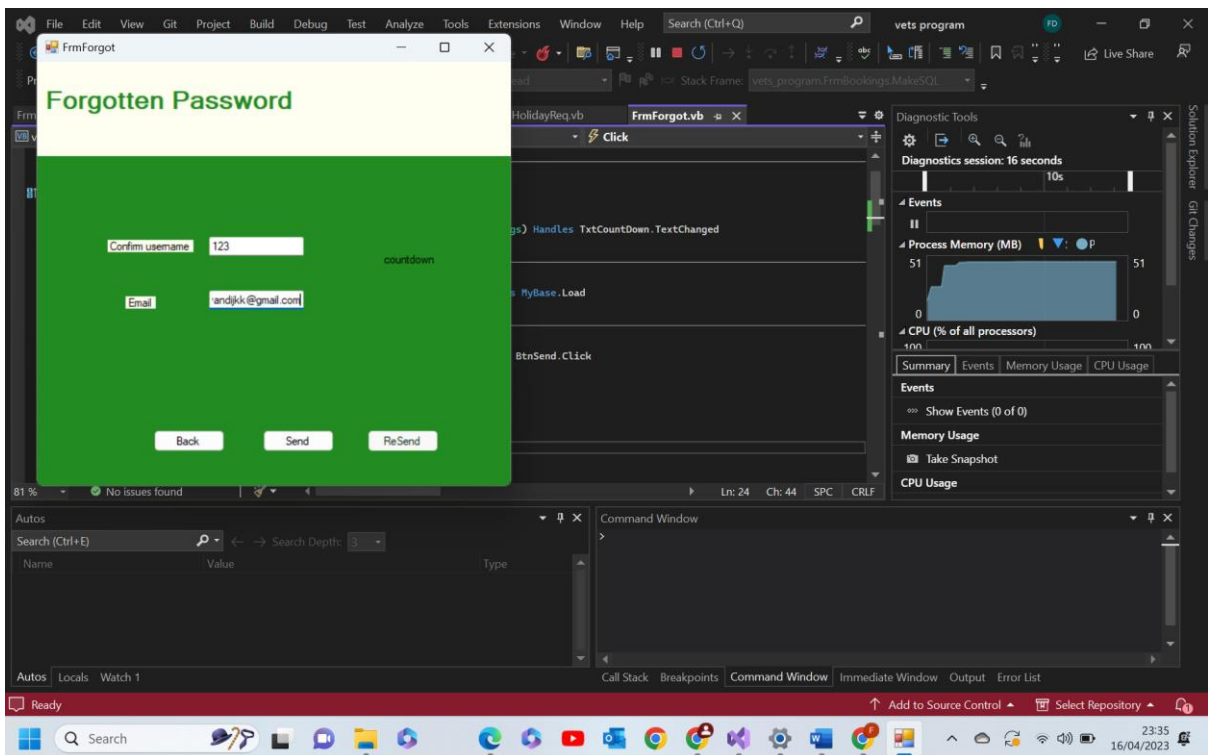 File Edit View Git Project Build Debug Test Analyze Tools Extensions Window Help Search (Ctrl+Q) vets program FD
FrmForgot
Live Share
Stack Frame: vets_program.FrmBookings.MakeSQL
Forgotten Password
HolidayReq.vb FrmForgot.vb
Click
gs) Handles TxtCountDown.TextChanged
s MyBase.Load
BtnSend.Click
Confim username 123
countdown
Email andijkk@gmail.com
Back Send ReSend
Diagnostic Tools
Diagnostics session: 16 seconds
10s
Events
Process Memory (MB) P
51 51
0 0
CPU (% of all processors)
100 100
Summary Events Memory Usage CPU Usage
Events
Show Events (0 of 0)
Memory Usage
Take Snapshot
CPU Usage
Solution Explorer
Git Changes
81 % No issues found Ln: 24 Ch: 44 SPC CRLF
Autos
Search (Ctrl+E) Search Depth: 3
Name Value Type
Command Window
>
Autos Locals Watch 1
Call Stack Breakpoints Command Window Immediate Window Output Error List
Ready Add to Source Control Select Repository
Search
23:35
16/04/2023